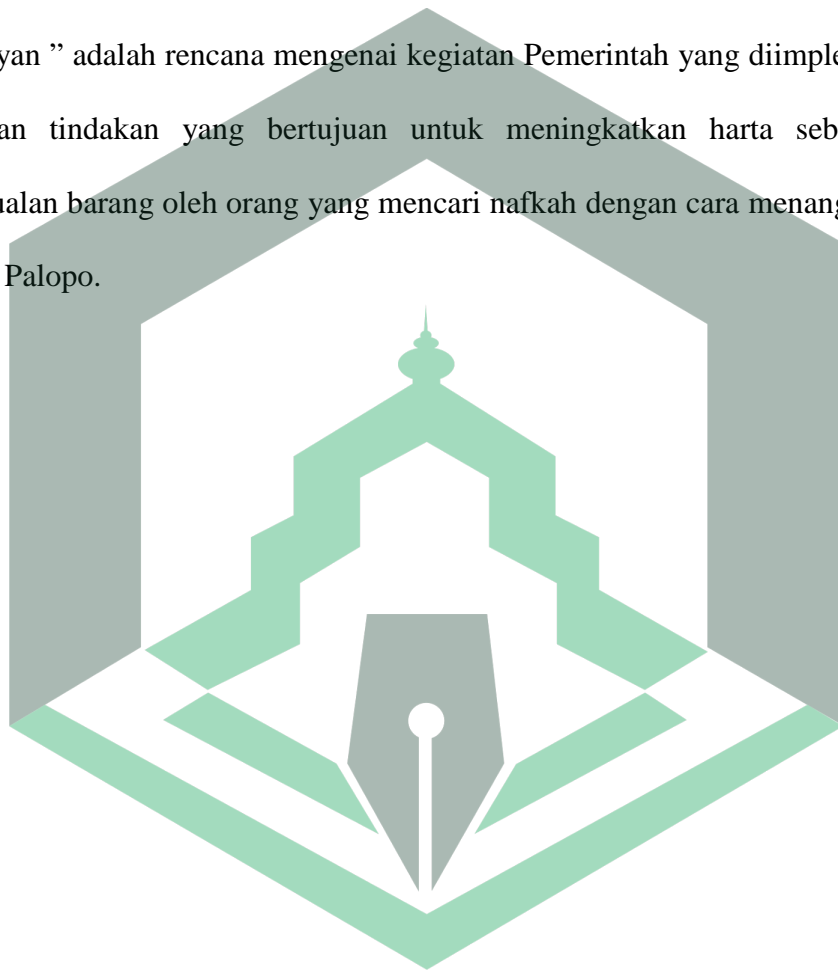 yan ” adalah rencana mengenai kegiatan Pemerintah yang diimple
an tindakan yang bertujuan untuk meningkatkan harta seb
ualan barang oleh orang yang mencari nafkah dengan cara menang
Palopo.